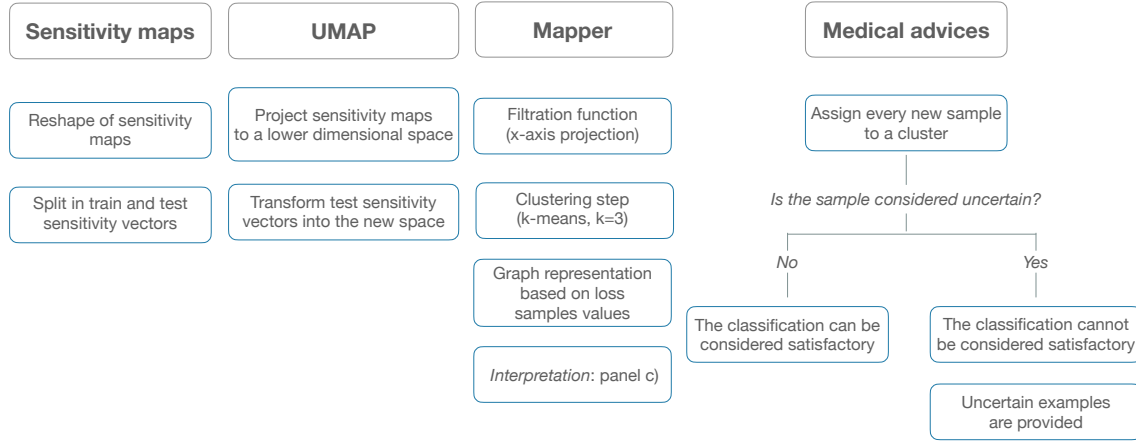 Sensitivity maps
Reshape of sensitivity
maps
Split in train and test
sensitivity vectors
UMAP
Project sensitivity maps
to a lower dimensional space
Transform test sensitivity
vectors into the new space
Mapper
Filtration function
(x-axis projection)
Clustering step
(k-means, k=3)
Graph representation
based on loss
samples values
Interpretation: panel c)
Medical advices
Assign every new sample
to a cluster
Is the sample considered uncertain?
No
The classification can be
considered satisfactory
Yes
The classification cannot
be considered satisfactory
Uncertain examples
are provided